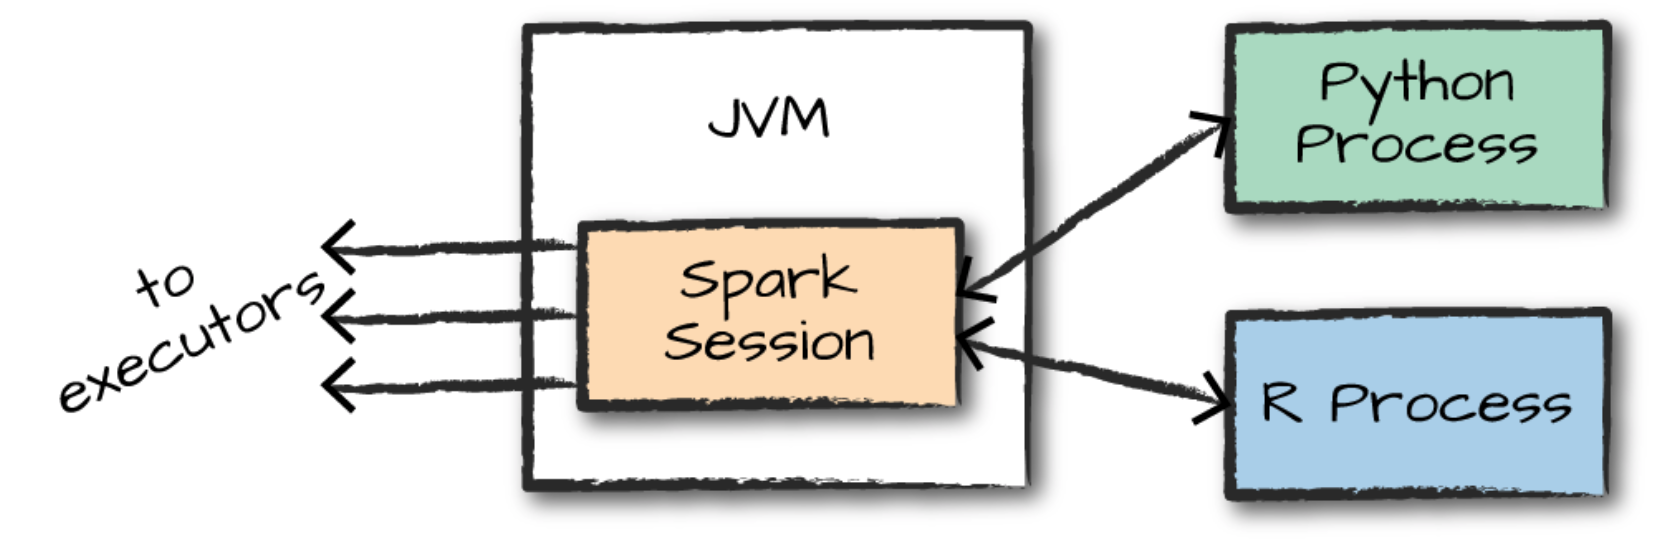 JVM
Python
Process
Spark
Session
to
executors
R Process